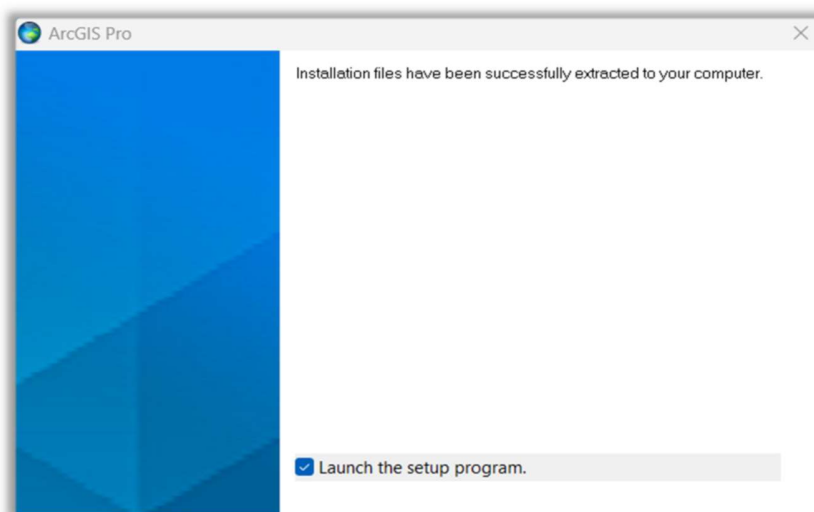 ArcGIS Pro
Installation files have been successfully extracted to your computer.
Launch the setup program.